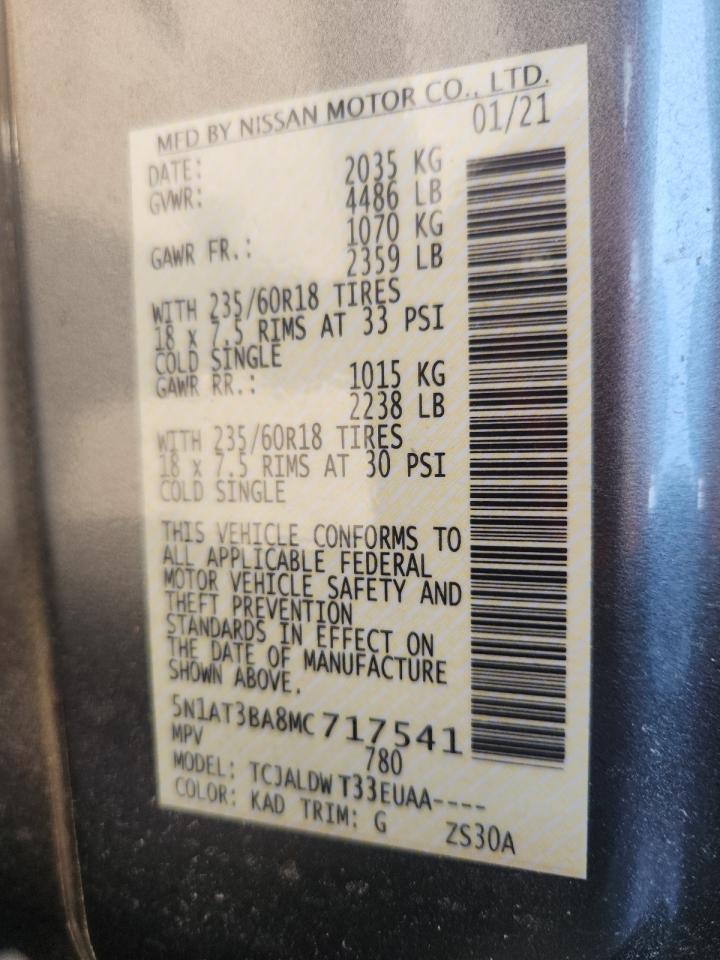 MFD BY NISSAN MOTOR CO., LTD.
DATE: 01/21
GVWR: 2035 KG
4486 LB
GAWR FR.: 1070 KG
2359 LB
WITH 235/60R18 TIRES
18 x 7.5 RIMS AT 33 PSI
COLD SINGLE
GAWR RR.: 1015 KG
2238 LB
WITH 235/60R18 TIRES
18 x 7.5 RIMS AT 30 PSI
COLD SINGLE
THIS VEHICLE CONFORMS TO
ALL APPLICABLE FEDERAL
MOTOR VEHICLE SAFETY AND
THEFT PREVENTION
STANDARDS IN EFFECT ON
THE DATE OF MANUFACTURE
SHOWN ABOVE.
5N1AT3BA8MC717541
MPV 780
MODEL: TCJALDW T33EUAA----
COLOR: KAD TRIM: G ZS30A